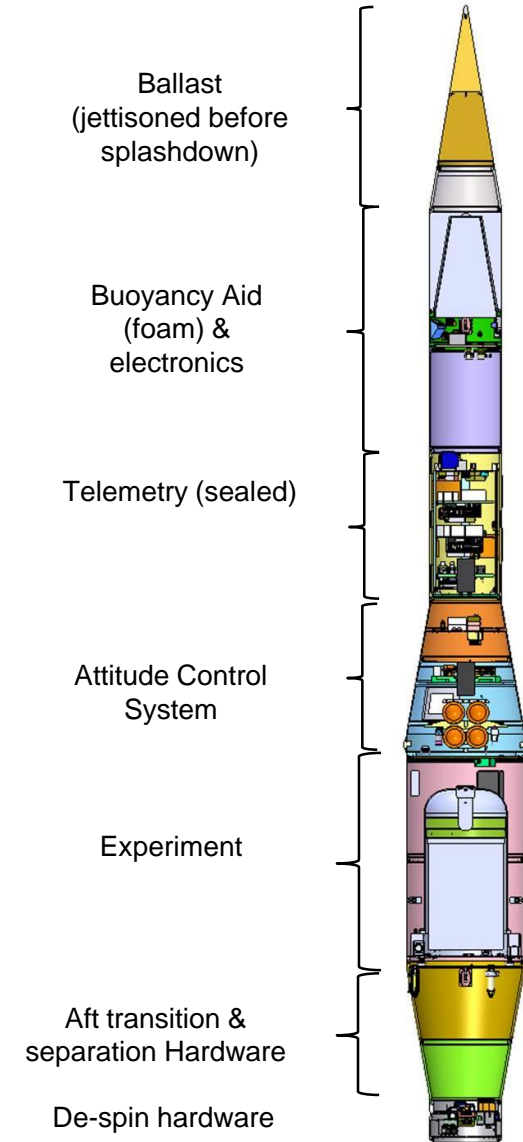 Ballast
(jettisoned before
splashdown)
Buoyancy Aid
(foam) &
electronics
Telemetry (sealed)
Attitude Control
System
Experiment
Aft transition &
separation Hardware
De-spin hardware